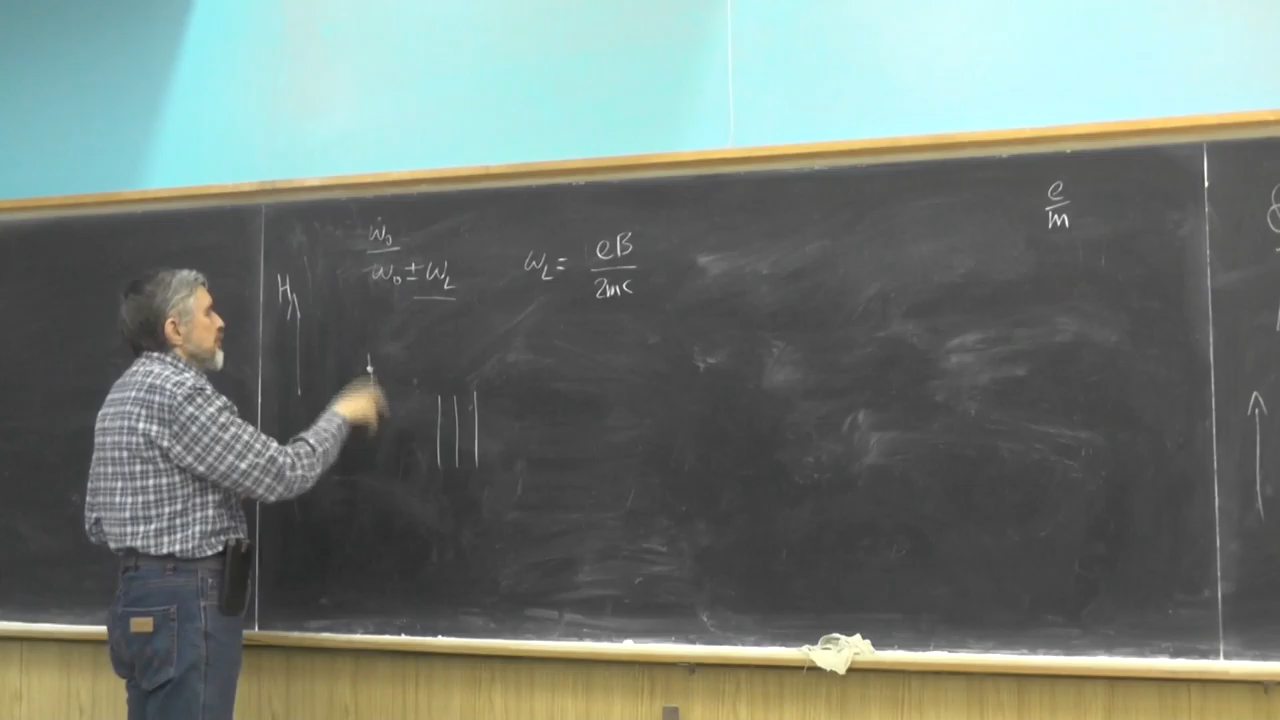 ω₀
ω₀ ± ω_L
ω_L = eB/2mc
H
e/m